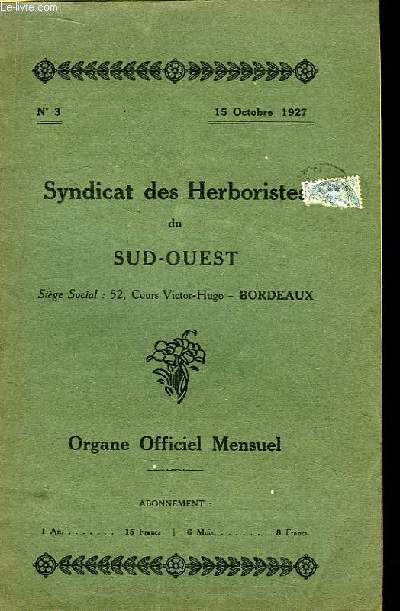 Le-livre.com
N° 3 15 Octobre 1927
Syndicat des Herboristes
du
SUD-OUEST
Siège Social : 52, Cours Victor-Hugo – BORDEAUX
Organe Officiel Mensuel
ABONNEMENT :
1 An. . . . . . . . 15 Francs | 6 Mois. . . . . . . 8 Francs